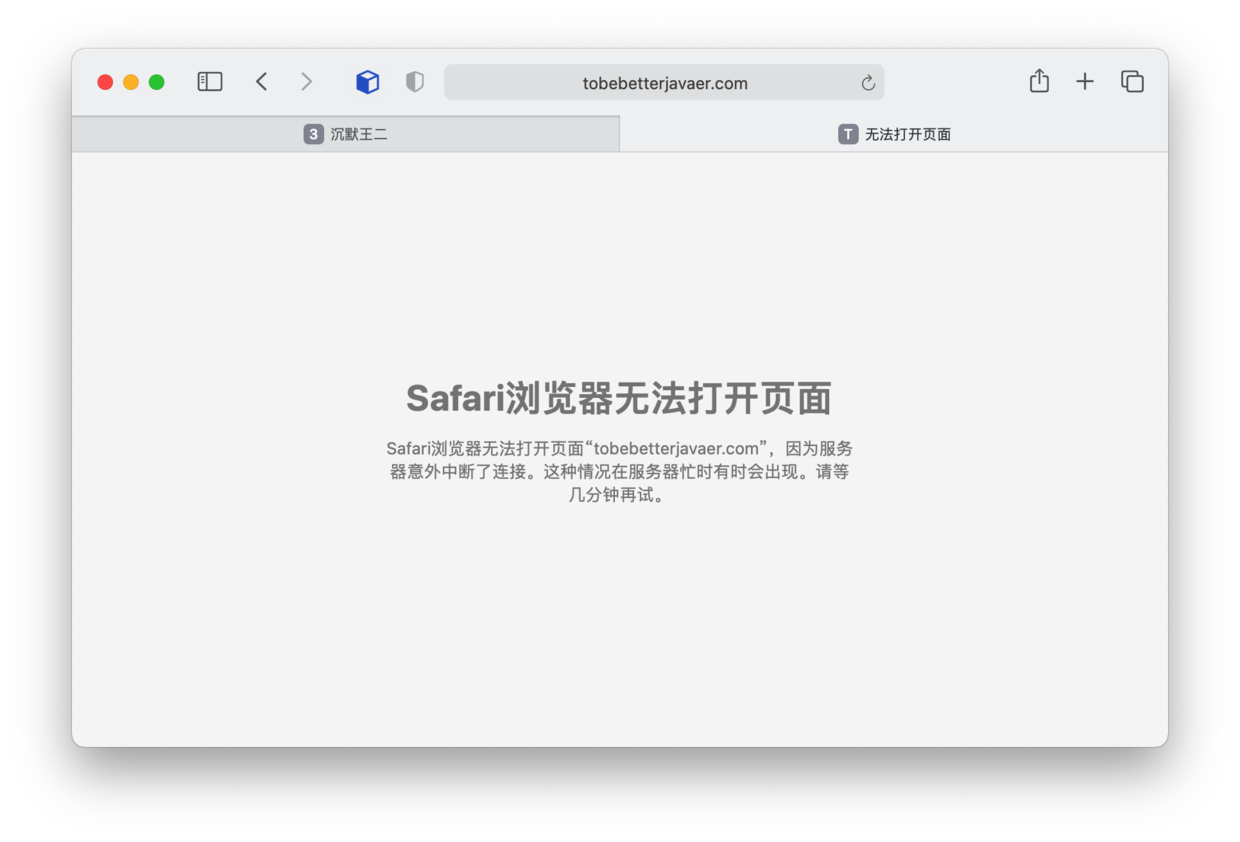 tobebetterjavaer.com
3 沉默王二
T 无法打开页面
Safari浏览器无法打开页面
Safari浏览器无法打开页面“tobebetterjavaer.com”，因为服务
器意外中断了连接。这种情况在服务器忙时有时会出现。请等
几分钟再试。